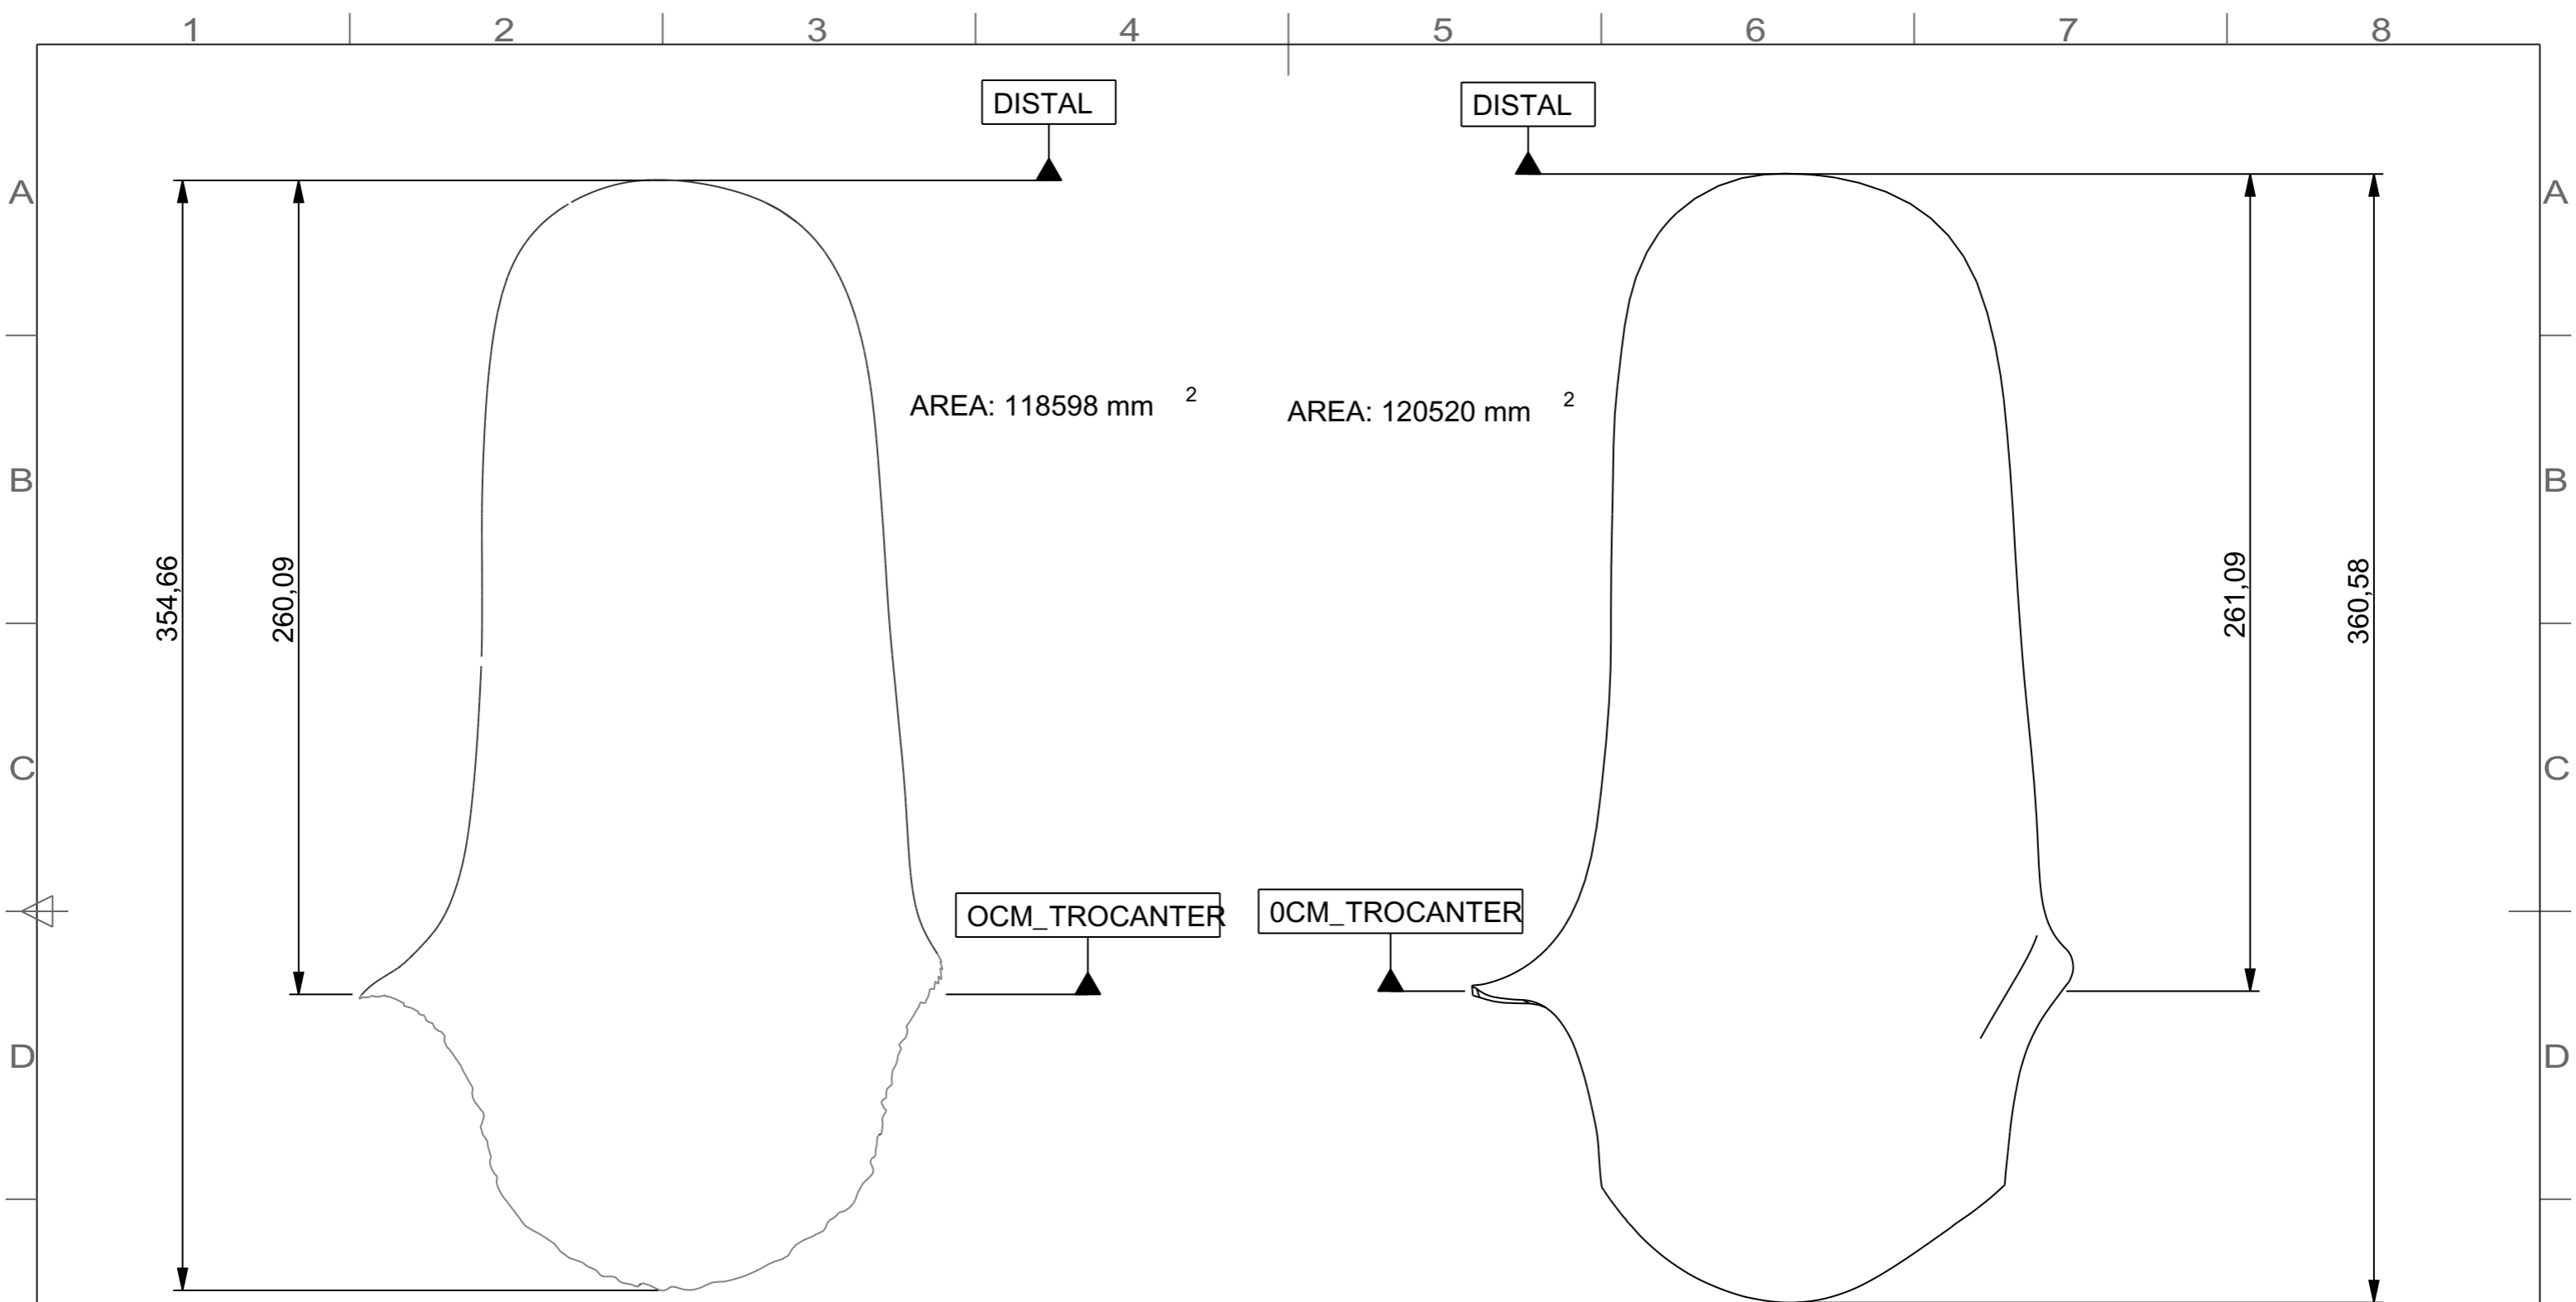 1 2 3 4 5 6 7 8
DISTAL DISTAL
A A
AREA: 118598 mm 2 AREA: 120520 mm 2
B B
354,66 260,09 261,09 360,58
C C
OCM_TROCANTER 0CM_TROCANTER
D D